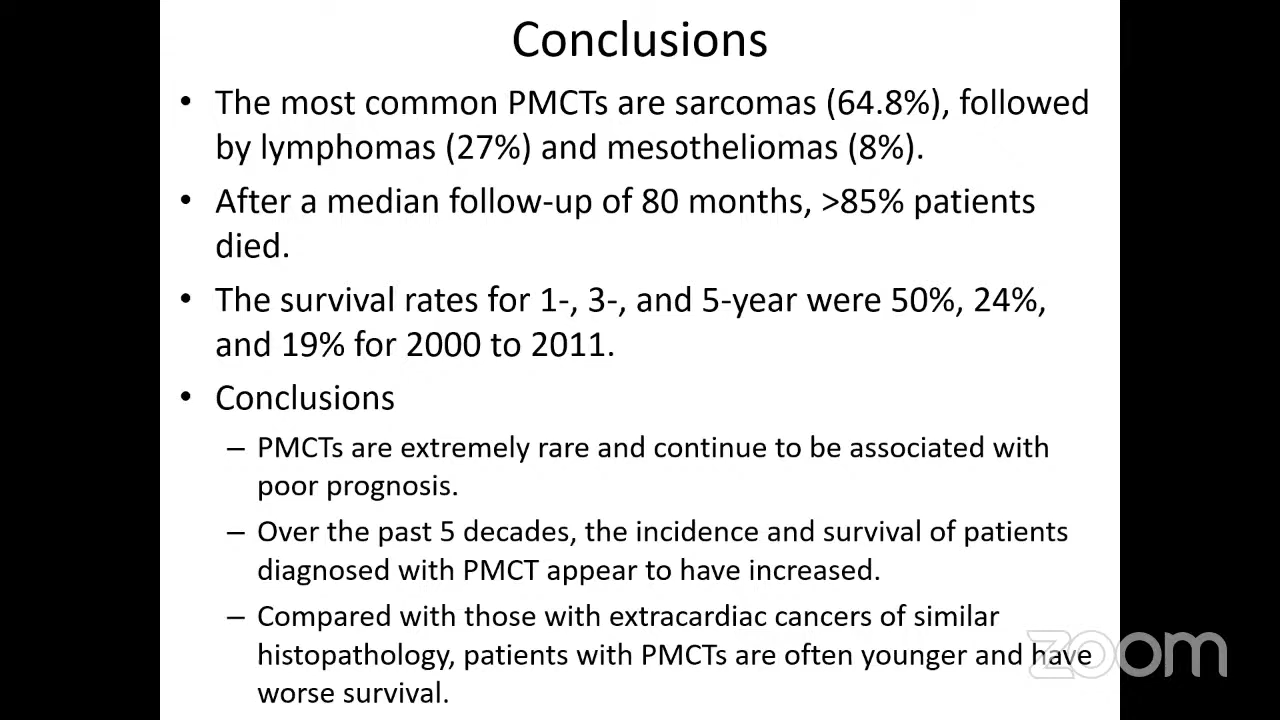 Conclusions
• The most common PMCTs are sarcomas (64.8%), followed
by lymphomas (27%) and mesotheliomas (8%).
• After a median follow-up of 80 months, >85% patients
died.
• The survival rates for 1-, 3-, and 5-year were 50%, 24%,
and 19% for 2000 to 2011.
• Conclusions
– PMCTs are extremely rare and continue to be associated with
poor prognosis.
– Over the past 5 decades, the incidence and survival of patients
diagnosed with PMCT appear to have increased.
– Compared with those with extracardiac cancers of similar
histopathology, patients with PMCTs are often younger and have
worse survival.
zoom